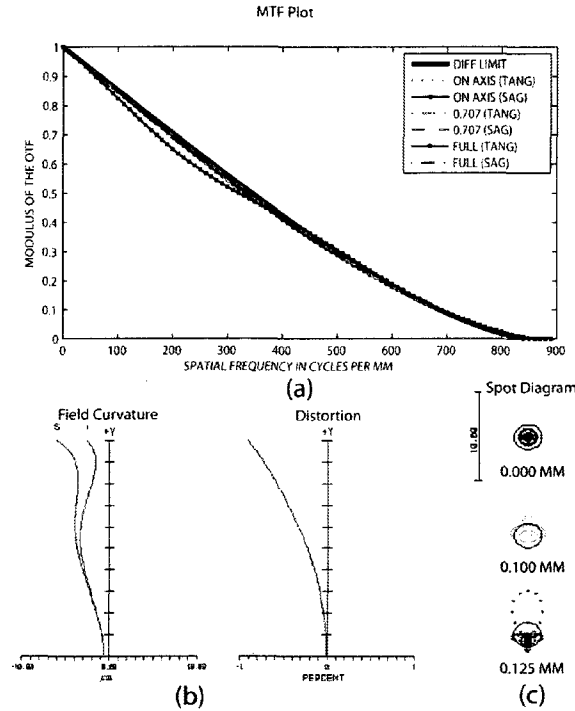 MTF Plot
1
0.9
0.8
0.7
0.6
0.5
0.4
0.3
0.2
0.1
0
MODULUS OF THE OTF
DIFF LIMIT
ON AXIS (TANG)
ON AXIS (SAG)
0.707 (TANG)
0.707 (SAG)
FULL (TANG)
FULL (SAG)
0 100 200 300 400 500 600 700 800 900
SPATIAL FREQUENCY IN CYCLES PER MM
(a)
Field Curvature
S
+Y
(b)
Distortion
+Y
-1 0 1
PERCENT
Spot Diagram
10.00
0.000 MM
0.100 MM
0.125 MM
(c)